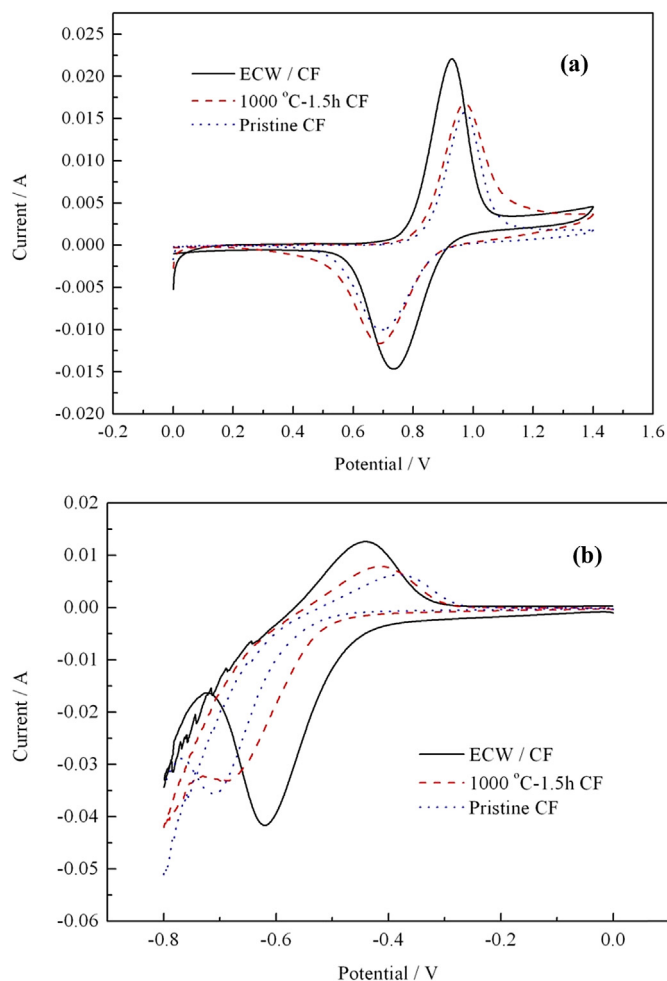 (a)
ECW / CF
1000 °C-1.5h CF
Pristine CF
Current / A
0.025
0.020
0.015
0.010
0.005
0.000
-0.005
-0.010
-0.015
-0.020
-0.2 0.0 0.2 0.4 0.6 0.8 1.0 1.2 1.4 1.6
Potential / V
(b)
Current / A
0.02
0.01
0.00
-0.01
-0.02
-0.03
-0.04
-0.05
-0.06
ECW / CF
1000 °C-1.5h CF
Pristine CF
-0.8 -0.6 -0.4 -0.2 0.0
Potential / V